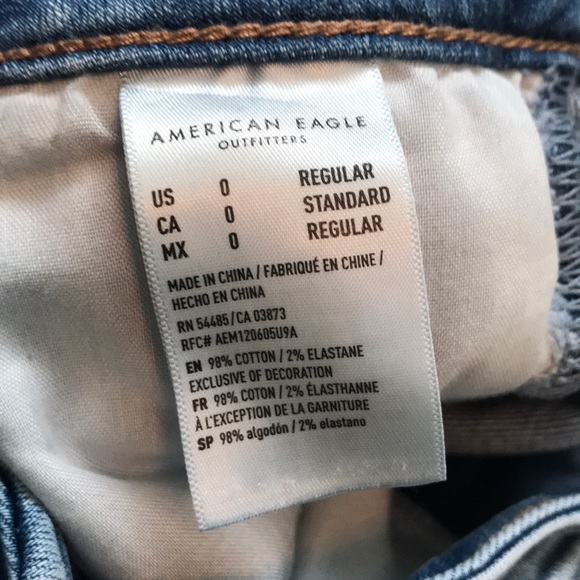 AMERICAN EAGLE
OUTFITTERS
US 0 REGULAR
CA 0 STANDARD
MX 0 REGULAR
MADE IN CHINA / FABRIQUÉ EN CHINE /
HECHO EN CHINA
RN 54485 / CA 03873
RFC# AEM120605U9A
EN 98% COTTON / 2% ELASTANE
EXCLUSIVE OF DECORATION
FR 98% COTON / 2% ÉLASTHANNE
À L'EXCEPTION DE LA GARNITURE
SP 98% algodón / 2% elastano